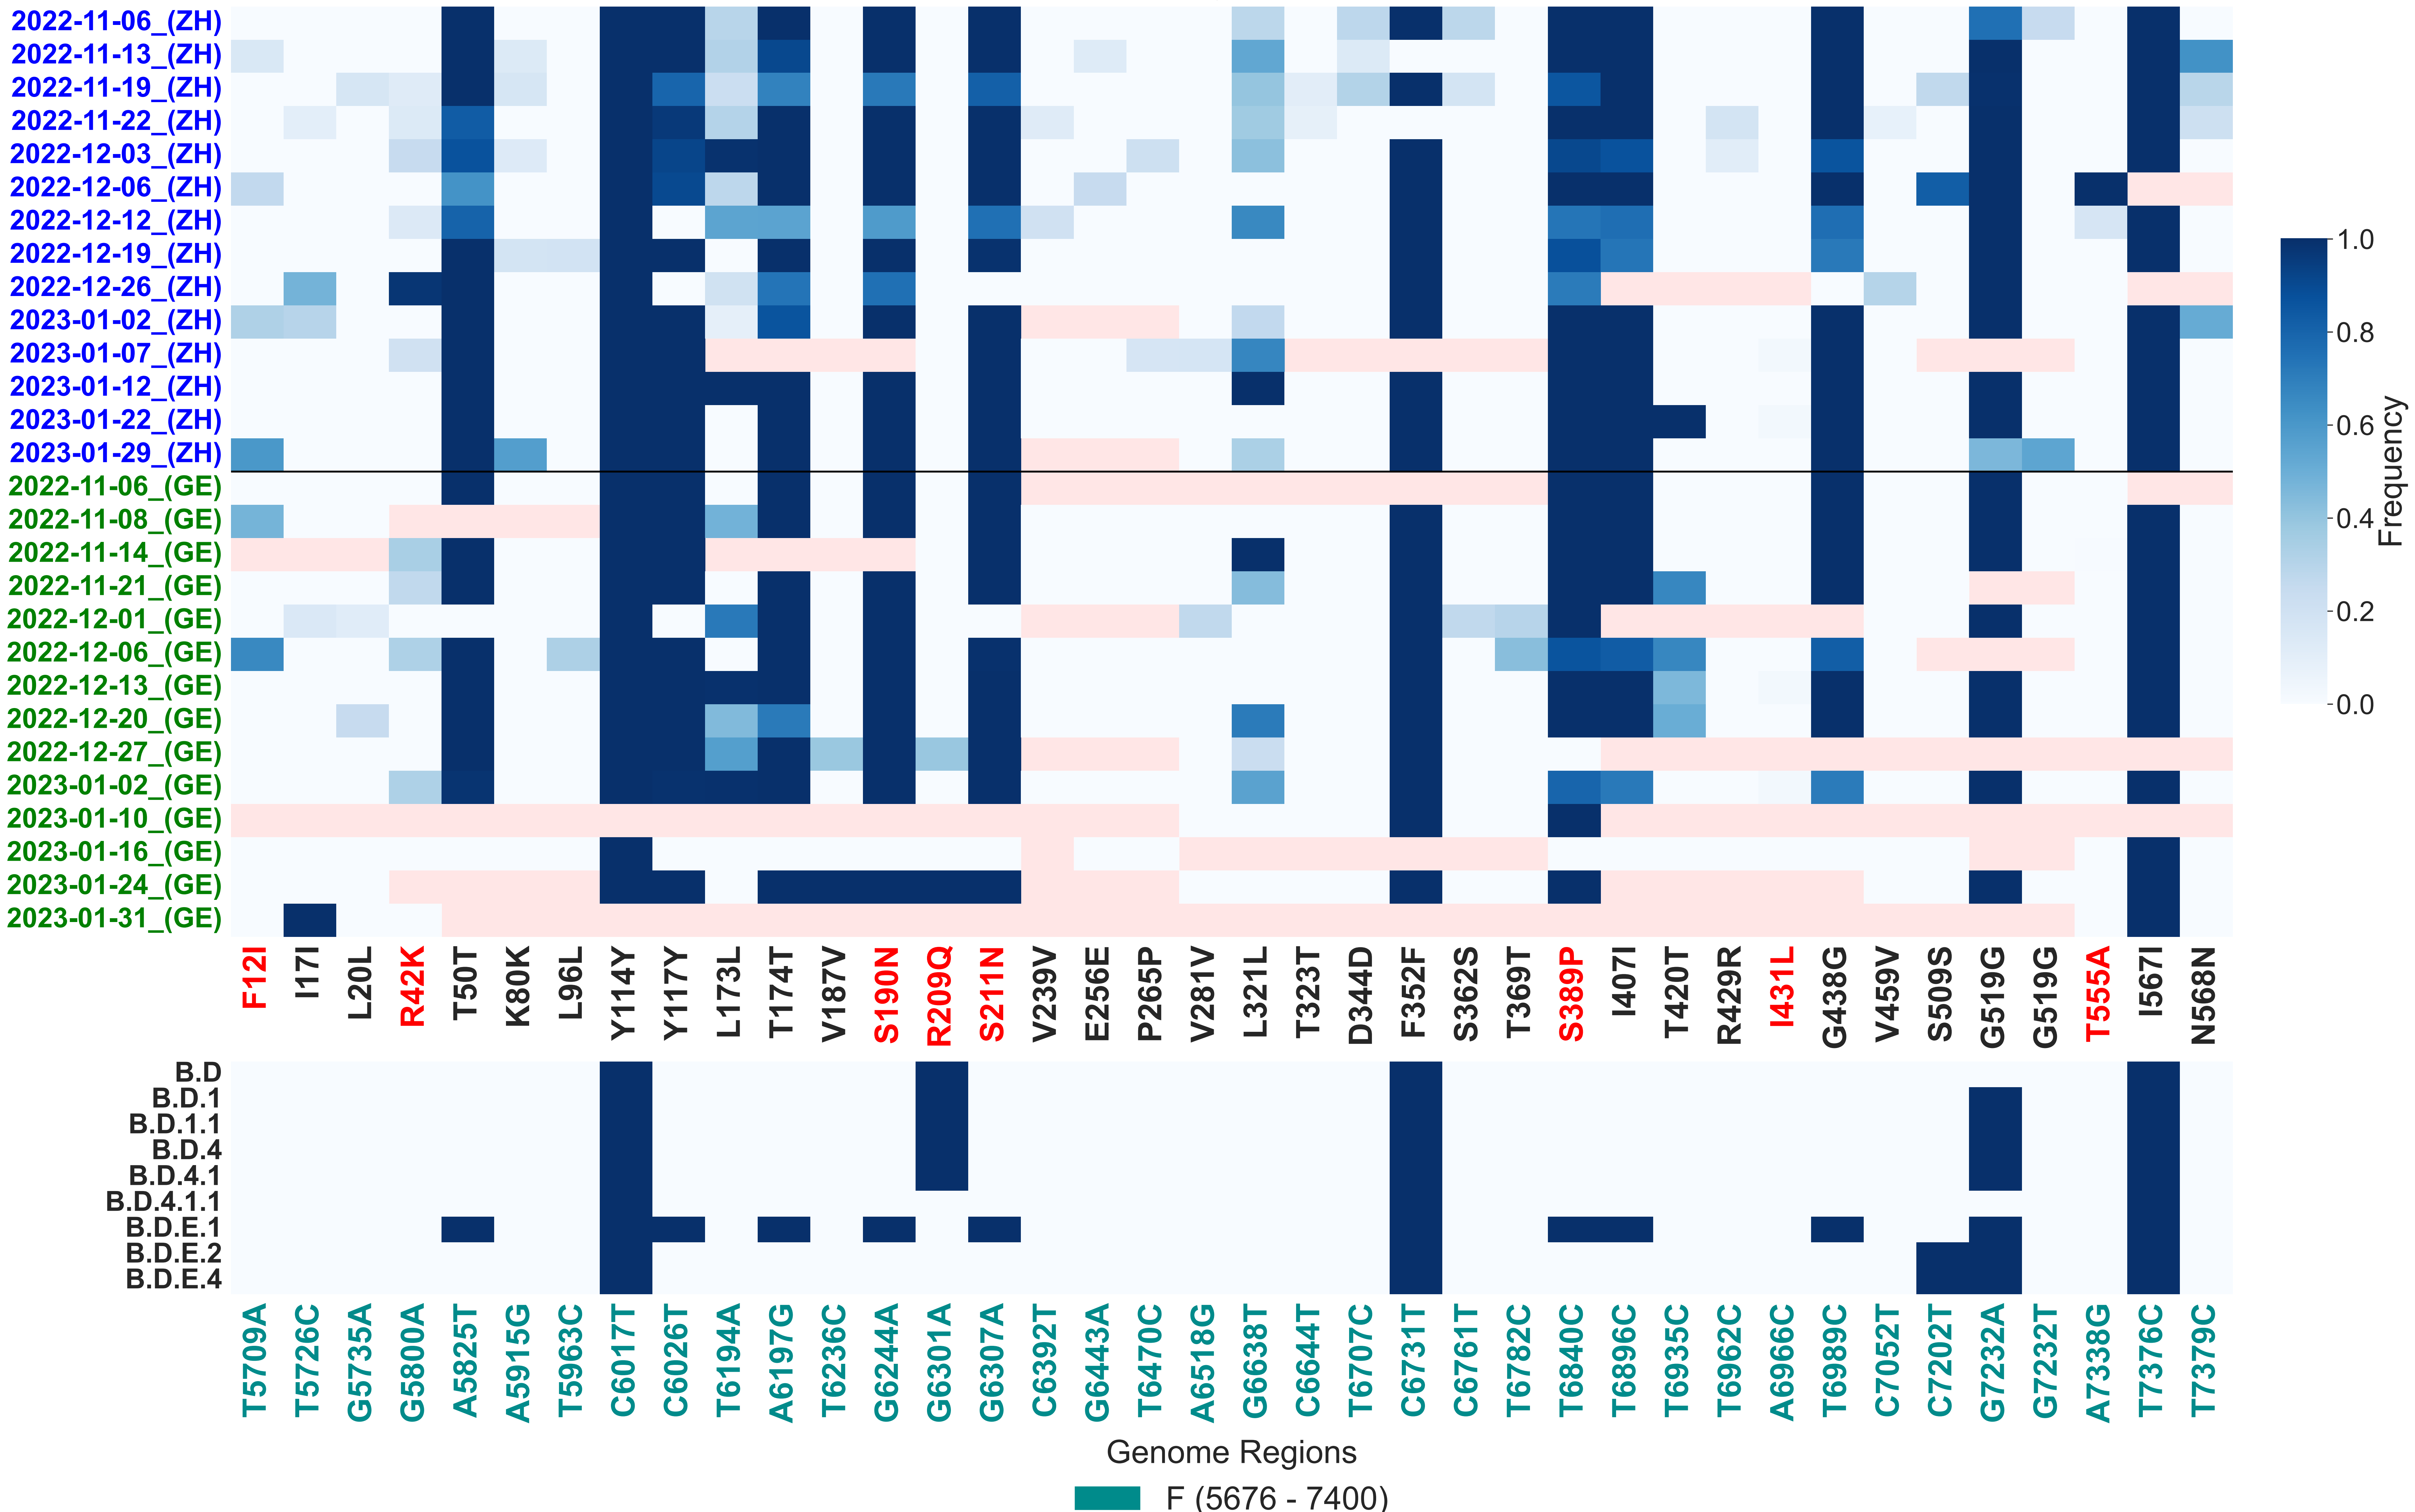 2022-11-06_(ZH)
2022-11-13_(ZH)
2022-11-19_(ZH)
2022-11-22_(ZH)
2022-12-03_(ZH)
2022-12-06_(ZH)
2022-12-12_(ZH)
2022-12-19_(ZH)
2022-12-26_(ZH)
2023-01-02_(ZH)
2023-01-07_(ZH)
2023-01-12_(ZH)
2023-01-22_(ZH)
2023-01-29_(ZH)
2022-11-06_(GE)
2022-11-08_(GE)
2022-11-14_(GE)
2022-11-21_(GE)
2022-12-01_(GE)
2022-12-06_(GE)
2022-12-13_(GE)
2022-12-20_(GE)
2022-12-27_(GE)
2023-01-02_(GE)
2023-01-10_(GE)
2023-01-16_(GE)
2023-01-24_(GE)
2023-01-31_(GE)
1.0
0.8
0.6
0.4
0.2
0.0
Frequency
F12I
I17I
L20L
R42K
T50T
K80K
L96L
Y114Y
Y117Y
L173L
T174T
V187V
S190N
R209Q
S211N
V239V
E256E
P265P
V281V
L321L
T323T
D344D
F352F
S362S
T369T
S389P
I407I
T420T
R429R
I431L
G438G
V459V
S509S
G519G
G519G
T555A
I567I
N568N
B.D
B.D.1
B.D.1.1
B.D.4
B.D.4.1
B.D.4.1.1
B.D.E.1
B.D.E.2
B.D.E.4
T5709A
T5726C
G5735A
G5800A
A5825T
A5915G
T5963C
C6017T
C6026T
T6194A
A6197G
T6236C
G6244A
G6301A
G6307A
C6392T
G6443A
T6470C
A6518G
G6638T
C6644T
T6707C
C6731T
C6761T
T6782C
T6840C
T6896C
T6935C
T6962C
A6966C
T6989C
C7052T
C7202T
G7232A
G7232T
A7338G
T7376C
T7379C
Genome Regions
F (5676 - 7400)